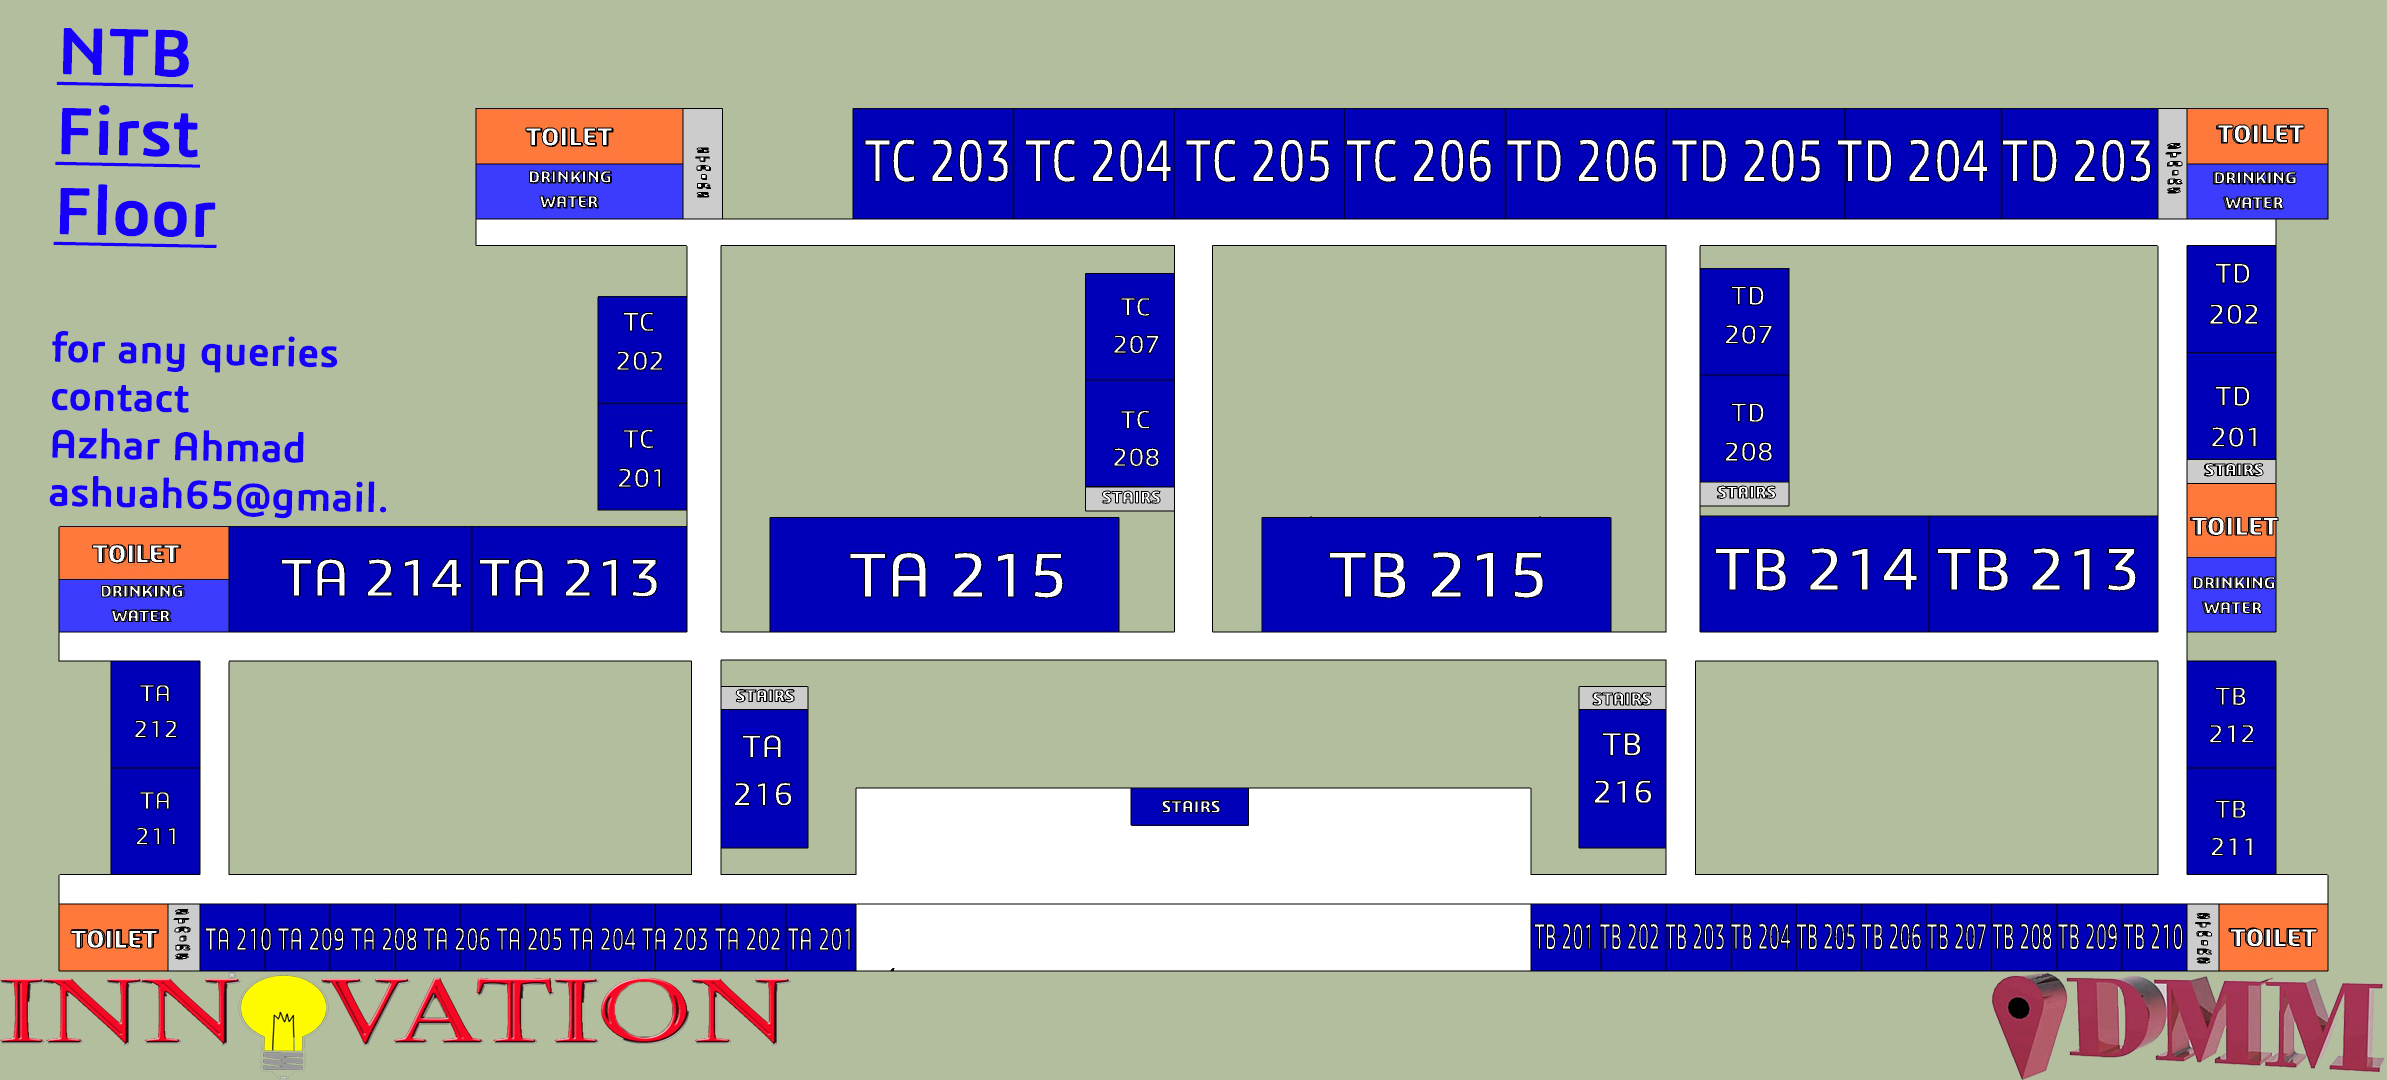 NTB
First
Floor
for any queries
contact
Azhar Ahmad
ashuah65@gmail.
TOILET
DRINKING
WATER
STAIRS
TC 203 TC 204 TC 205 TC 206 TD 206 TD 205 TD 204 TD 203
STAIRS
TOILET
DRINKING
WATER
TC
202
TC
201
TC
207
TC
208
STAIRS
TD
207
TD
208
STAIRS
TD
202
TD
201
STAIRS
TOILET
DRINKING
WATER
TOILET
DRINKING
WATER
TA 214 TA 213
TA 215
TB 215
TB 214 TB 213
TA
212
TA
211
STAIRS
TA
216
STAIRS
STAIRS
TB
216
TB
212
TB
211
TOILET
STAIRS
TA 210 TA 209 TA 208 TA 206 TA 205 TA 204 TA 203 TA 202 TA 201
TB 201 TB 202 TB 203 TB 204 TB 205 TB 206 TB 207 TB 208 TB 209 TB 210
STAIRS
TOILET
INNOVATION
DMM